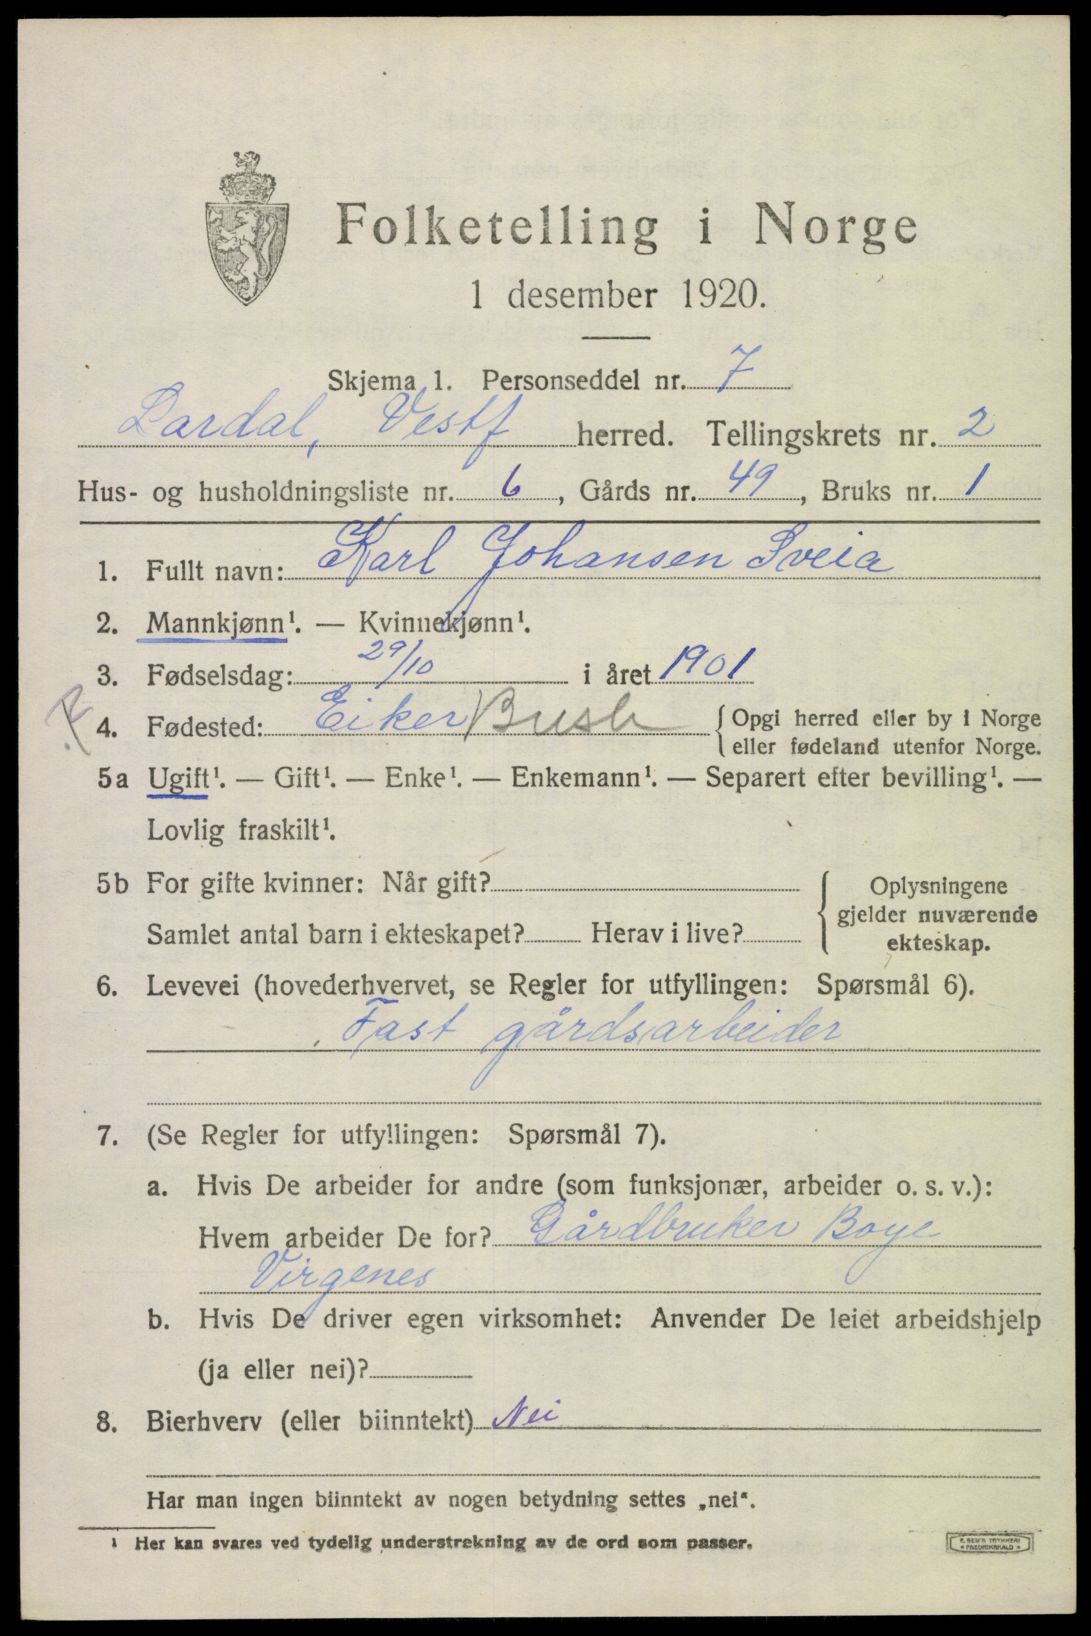 Folketelling i Norge
1 desember 1920.
Skjema 1. Personseddel nr. 7
Lardal, Vestf herred. Tellingskrets nr. 2
Hus- og husholdningsliste nr. 6, Gårds nr. 49, Bruks nr. 1
1. Fullt navn: Karl Johansen Sveia
2. Mannkjønn¹. — Kvinnekjønn¹.
3. Fødselsdag: 29/10 i året 1901
4. Fødested: Eiker/Busk { Opgi herred eller by i Norge
eller fødeland utenfor Norge.
5a Ugift¹. — Gift¹. — Enke¹. — Enkemann¹. — Separert efter bevilling¹. —
Lovlig fraskilt¹.
5b For gifte kvinner: Når gift?
Samlet antal barn i ekteskapet? Herav i live?
{ Oplysningene
gjelder nuværende
ekteskap.
6. Levevei (hovederhvervet, se Regler for utfyllingen: Spørsmål 6).
Fast gårdsarbeider
7. (Se Regler for utfyllingen: Spørsmål 7).
a. Hvis De arbeider for andre (som funksjonær, arbeider o. s. v.):
Hvem arbeider De for? Gårdbruker Boye
Virgenes
b. Hvis De driver egen virksomhet: Anvender De leiet arbeidshjelp
(ja eller nei)?
8. Bierhverv (eller biinntekt) Nei
Har man ingen biinntekt av nogen betydning settes „nei“.
¹ Her kan svares ved tydelig understrekning av de ord som passer.
E. SEM'S TRYKKERI
FREDRIKSHALD